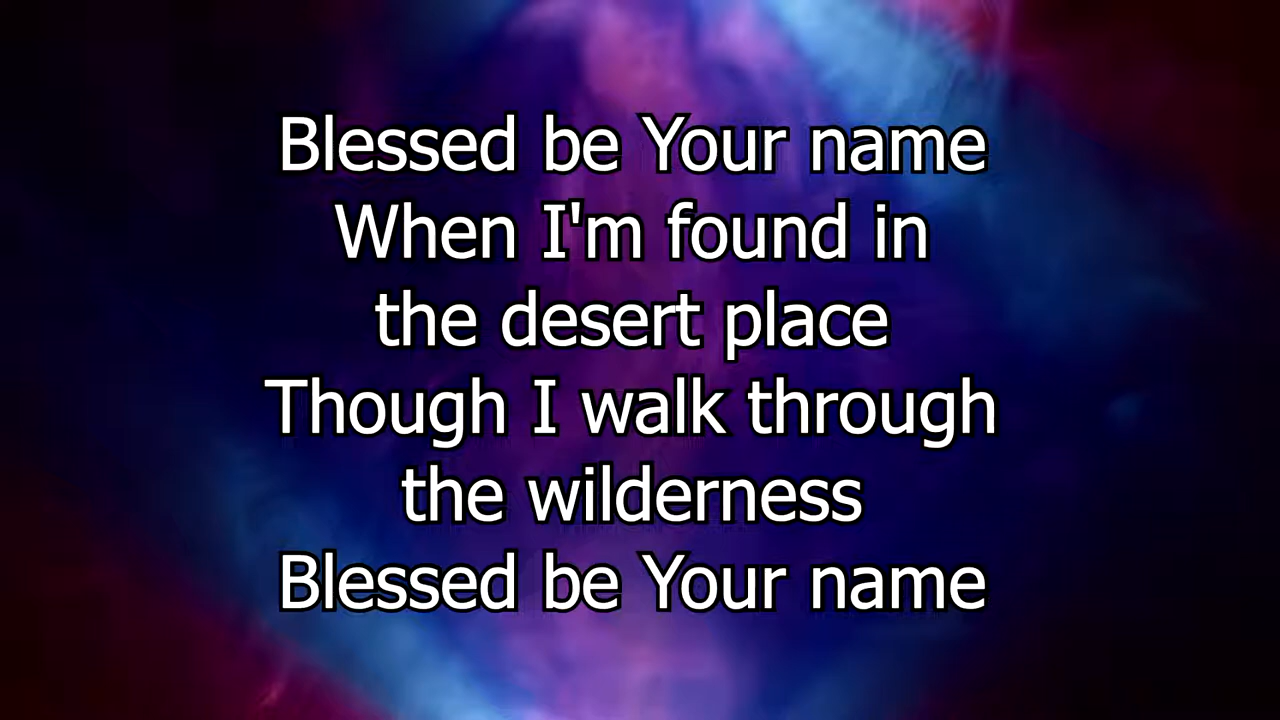 Blessed be Your name
When I'm found in
the desert place
Though I walk through
the wilderness
Blessed be Your name